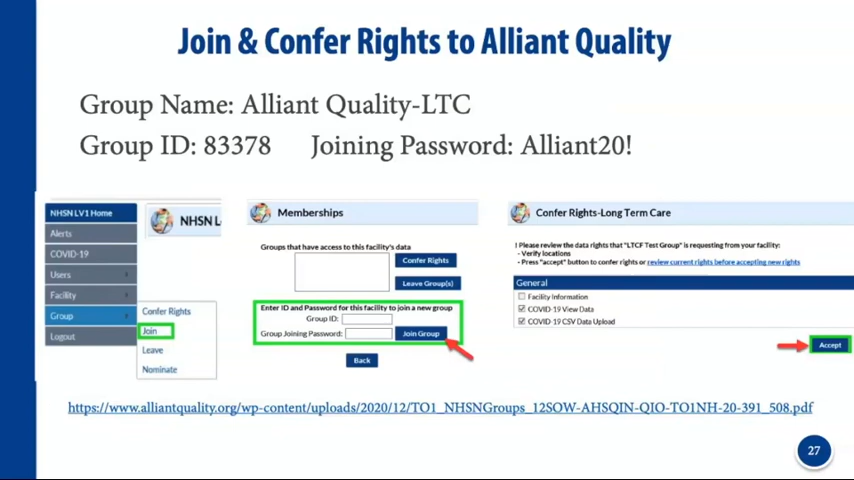 Join & Confer Rights to Alliant Quality
Group Name: Alliant Quality-LTC
Group ID: 83378 Joining Password: Alliant20!
NHSN LV1 Home
Alerts
COVID-19
Users
Facility
Group
Logout
NHSN L
Confer Rights
Join
Leave
Nominate
Memberships
Groups that have access to this facility's data
Confer Rights
Leave Group(s)
Enter ID and Password for this facility to join a new group
Group ID:
Group Joining Password:
Join Group
Back
Confer Rights-Long Term Care
! Please review the data rights that "LTCF Test Group" is requesting from your facility:
- Verify locations
- Press "accept" button to confer rights or review current rights before accepting new rights
General
Facility Information
COVID-19 View Data
COVID-19 CSV Data Upload
Accept
https://www.alliantquality.org/wp-content/uploads/2020/12/TO1_NHSNGroups_12SOW-AHSQIN-QIO-TO1NH-20-391_508.pdf
27